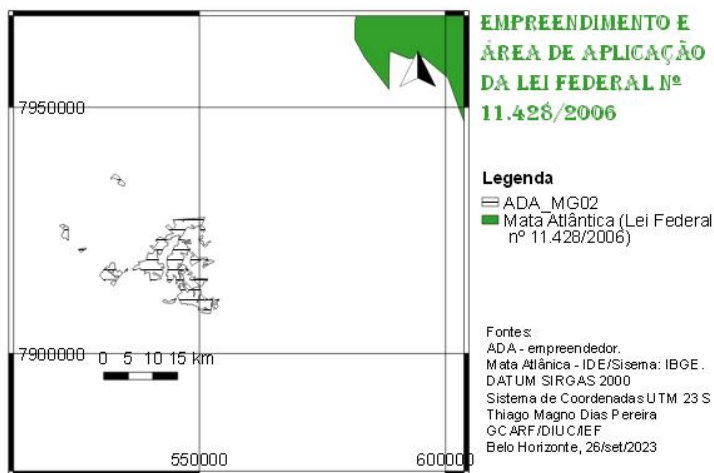 EMPREENDIMENTO E
ÁREA DE APLICAÇÃO
DA LEI FEDERAL Nº
11.428/2006
7950000
Legenda
ADA_MG02
Mata Atlântica (Lei Federal
nº 11.428/2006)
7900000
0 5 10 15 km
550000
600000
Fontes:
ADA - empreendedor.
Mata Atlânica - IDE/Sisema: IBGE.
DATUM SIRGAS 2000
Sistema de Coordenadas UTM 23 S
Thiago Magno Dias Pereira
GCARF/DIUC/IEF
Belo Horizonte, 26/set/2023